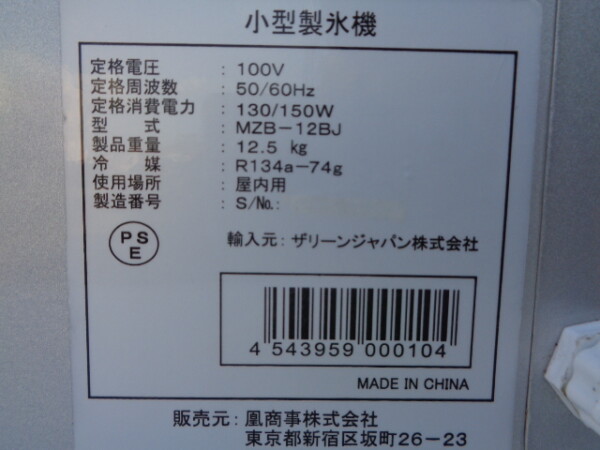 小型製氷機
定格電圧 : 100V
定格周波数 : 50/60Hz
定格消費電力 : 130/150W
型 式 : MZB-12BJ
製品重量 : 12.5 kg
冷 媒 : R134a-74g
使用場所 : 屋内用
製造番号 : S/No.:
PS
E
輸入元: ザリーンジャパン株式会社
4 543959 000104
MADE IN CHINA
販売元: 凰商事株式会社
東京都新宿区坂町26-23